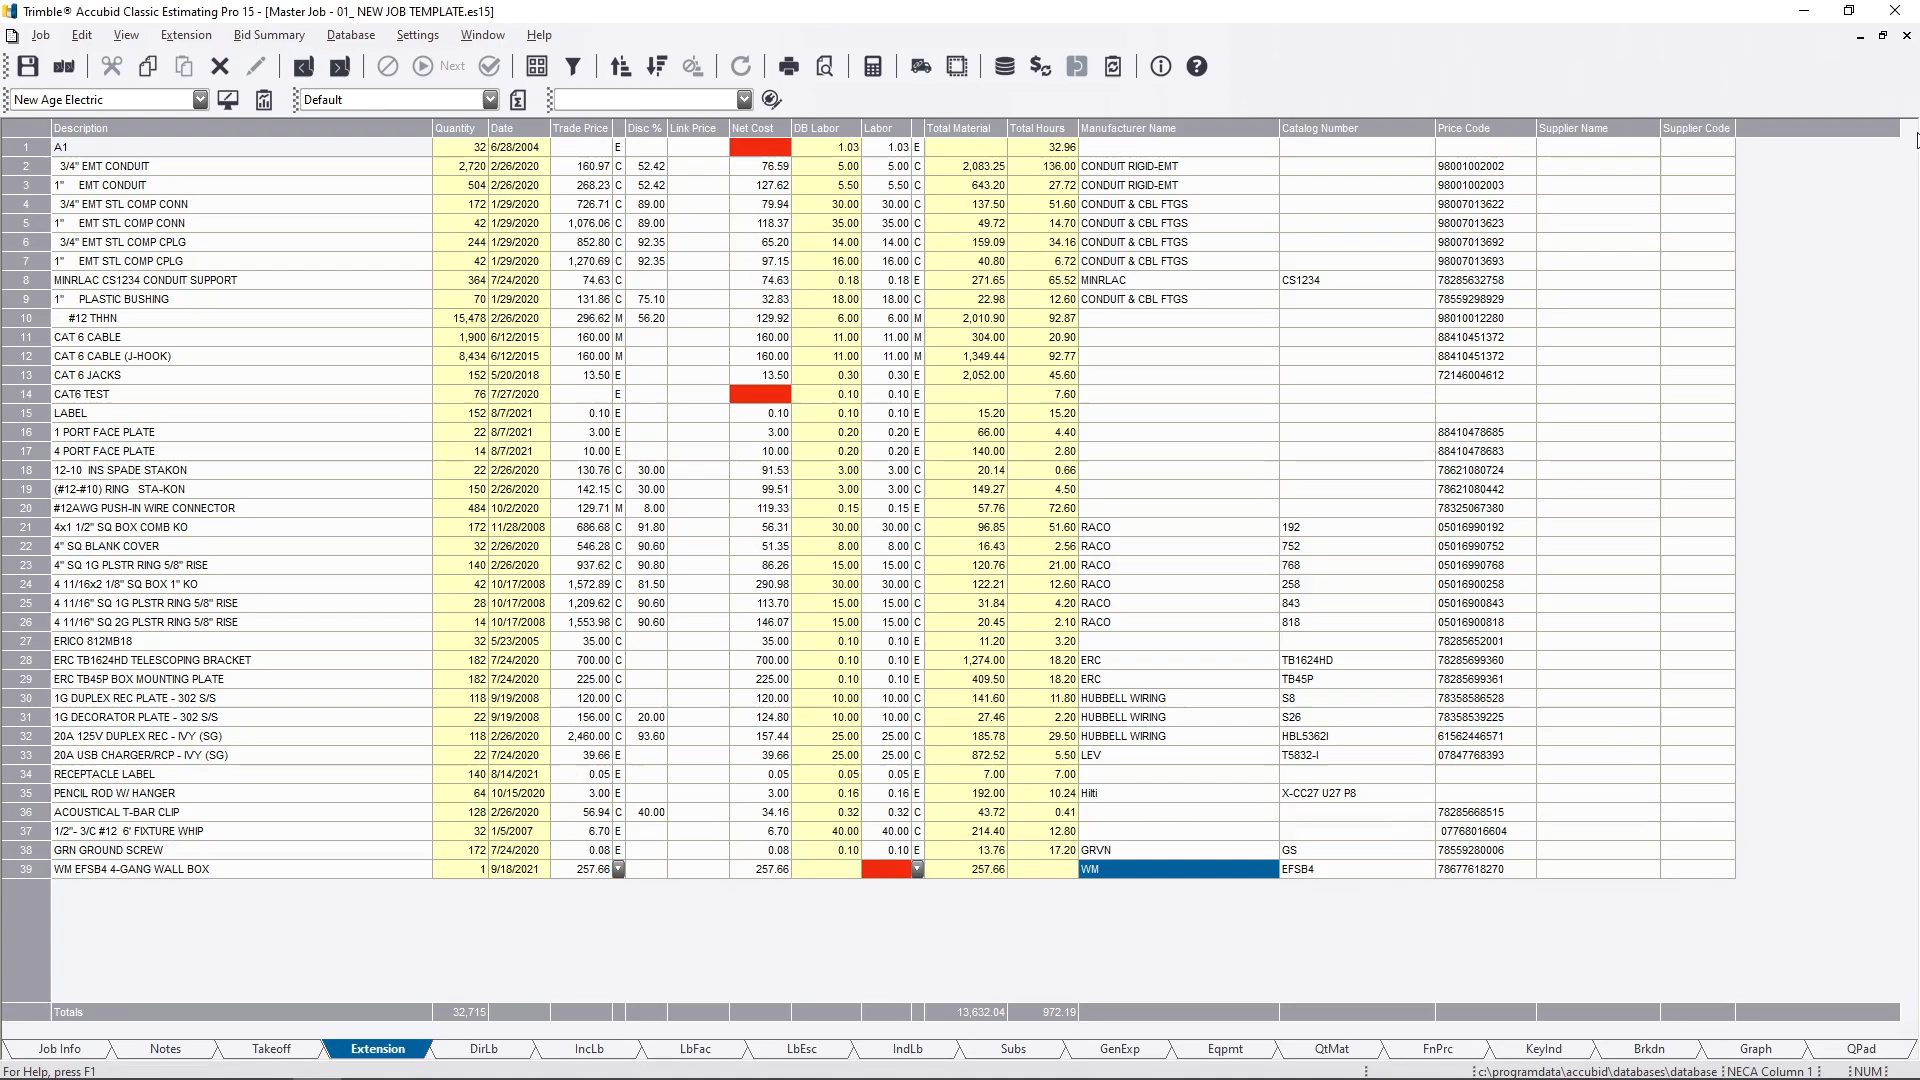 Trimble® Accubid Classic Estimating Pro 15 - [Master Job - 01_ NEW JOB TEMPLATE.es15]
Job Edit View Extension Bid Summary Database Settings Window Help
Next
New Age Electric Default
Description Quantity Date Trade Price Disc % Link Price Net Cost DB Labor Labor Total Material Total Hours Manufacturer Name Catalog Number Price Code Supplier Name Supplier Code
1 A1 32 6/28/2004 E 1.03 1.03 E 32.96
2 3/4" EMT CONDUIT 2,720 2/26/2020 160.97 C 52.42 76.59 5.00 5.00 C 2,083.25 136.00 CONDUIT RIGID-EMT 98001002002
3 1" EMT CONDUIT 504 2/26/2020 268.23 C 52.42 127.62 5.50 5.50 C 643.20 27.72 CONDUIT RIGID-EMT 98001002003
4 3/4" EMT STL COMP CONN 172 1/29/2020 726.71 C 89.00 79.94 30.00 30.00 C 137.50 51.60 CONDUIT & CBL FTGS 98007013622
5 1" EMT STL COMP CONN 42 1/29/2020 1,076.06 C 89.00 118.37 35.00 35.00 C 49.72 14.70 CONDUIT & CBL FTGS 98007013623
6 3/4" EMT STL COMP CPLG 244 1/29/2020 852.80 C 92.35 65.20 14.00 14.00 C 159.09 34.16 CONDUIT & CBL FTGS 98007013692
7 1" EMT STL COMP CPLG 42 1/29/2020 1,270.69 C 92.35 97.15 16.00 16.00 C 40.80 6.72 CONDUIT & CBL FTGS 98007013693
8 MINRLAC CS1234 CONDUIT SUPPORT 364 7/24/2020 74.63 C 74.63 0.18 0.18 E 271.65 65.52 MINRLAC CS1234 78285632758
9 1" PLASTIC BUSHING 70 1/29/2020 131.86 C 75.10 32.83 18.00 18.00 C 22.98 12.60 CONDUIT & CBL FTGS 78559298929
10 #12 THHN 15,478 2/26/2020 296.62 M 56.20 129.92 6.00 6.00 M 2,010.90 92.87 98010012280
11 CAT 6 CABLE 1,900 6/12/2015 160.00 M 160.00 11.00 11.00 M 304.00 20.90 88410451372
12 CAT 6 CABLE (J-HOOK) 8,434 6/12/2015 160.00 M 160.00 11.00 11.00 M 1,349.44 92.77 88410451372
13 CAT 6 JACKS 152 5/20/2018 13.50 E 13.50 0.30 0.30 E 2,052.00 45.60 72146004612
14 CAT6 TEST 76 7/27/2020 E 0.10 0.10 E 7.60
15 LABEL 152 8/7/2021 0.10 E 0.10 0.10 0.10 E 15.20 15.20
16 1 PORT FACE PLATE 22 8/7/2021 3.00 E 3.00 0.20 0.20 E 66.00 4.40 88410478685
17 4 PORT FACE PLATE 14 8/7/2021 10.00 E 10.00 0.20 0.20 E 140.00 2.80 88410478683
18 12-10 INS SPADE STAKON 22 2/26/2020 130.76 C 30.00 91.53 3.00 3.00 C 20.14 0.66 78621080724
19 (#12-#10) RING STA-KON 150 2/26/2020 142.15 C 30.00 99.51 3.00 3.00 C 149.27 4.50 78621080442
20 #12AWG PUSH-IN WIRE CONNECTOR 484 10/2/2020 129.71 M 8.00 119.33 0.15 0.15 E 57.76 72.60 78325067380
21 4x1 1/2" SQ BOX COMB KO 172 11/28/2008 686.68 C 91.80 56.31 30.00 30.00 C 96.85 51.60 RACO 192 05016990192
22 4" SQ BLANK COVER 32 2/26/2020 546.28 C 90.60 51.35 8.00 8.00 C 16.43 2.56 RACO 752 05016990752
23 4" SQ 1G PLSTR RING 5/8" RISE 140 2/26/2020 937.62 C 90.80 86.26 15.00 15.00 C 120.76 21.00 RACO 768 05016990768
24 4 11/16x2 1/8" SQ BOX 1" KO 42 10/17/2008 1,572.89 C 81.50 290.98 30.00 30.00 C 122.21 12.60 RACO 258 05016900258
25 4 11/16" SQ 1G PLSTR RING 5/8" RISE 28 10/17/2008 1,209.62 C 90.60 113.70 15.00 15.00 C 31.84 4.20 RACO 843 05016900843
26 4 11/16" SQ 2G PLSTR RING 5/8" RISE 14 10/17/2008 1,553.98 C 90.60 146.07 15.00 15.00 C 20.45 2.10 RACO 818 05016900818
27 ERICO 812MB18 32 5/23/2005 35.00 C 35.00 0.10 0.10 E 11.20 3.20 78285652001
28 ERC TB1624HD TELESCOPING BRACKET 182 7/24/2020 700.00 C 700.00 0.10 0.10 E 1,274.00 18.20 ERC TB1624HD 78285699360
29 ERC TB45P BOX MOUNTING PLATE 182 7/24/2020 225.00 C 225.00 0.10 0.10 E 409.50 18.20 ERC TB45P 78285699361
30 1G DUPLEX REC PLATE - 302 S/S 118 9/19/2008 120.00 C 120.00 10.00 10.00 C 141.60 11.80 HUBBELL WIRING S8 78358586528
31 1G DECORATOR PLATE - 302 S/S 22 9/19/2008 156.00 C 20.00 124.80 10.00 10.00 C 27.46 2.20 HUBBELL WIRING S26 78358539225
32 20A 125V DUPLEX REC - IVY (SG) 118 2/26/2020 2,460.00 C 93.60 157.44 25.00 25.00 C 185.78 29.50 HUBBELL WIRING HBL5362I 61562446571
33 20A USB CHARGER/RCP - IVY (SG) 22 7/24/2020 39.66 E 39.66 25.00 25.00 C 872.52 5.50 LEV T5832-I 07847768393
34 RECEPTACLE LABEL 140 8/14/2021 0.05 E 0.05 0.05 0.05 E 7.00 7.00
35 PENCIL ROD W/ HANGER 64 10/15/2020 3.00 E 3.00 0.16 0.16 E 192.00 10.24 Hilti X-CC27 U27 P8
36 ACOUSTICAL T-BAR CLIP 128 2/26/2020 56.94 C 40.00 34.16 0.32 0.32 C 43.72 0.41 78285668515
37 1/2"- 3/C #12 6' FIXTURE WHIP 32 1/5/2007 6.70 E 6.70 40.00 40.00 C 214.40 12.80 07768016604
38 GRN GROUND SCREW 172 7/24/2020 0.08 E 0.08 0.10 0.10 E 13.76 17.20 GRVN GS 78559280006
39 WM EFSB4 4-GANG WALL BOX 1 9/18/2021 257.66 257.66 257.66 WM EFSB4 78677618270
Totals 32,715 13,632.04 972.19
Job Info Notes Takeoff Extension DirLb IncLb LbFac LbEsc IndLb Subs GenExp Eqpmt QtMat FnPrc KeyInd Brkdn Graph QPad
For Help, press F1 c:\programdata\accubid\databases\database NECA Column 1 NUM